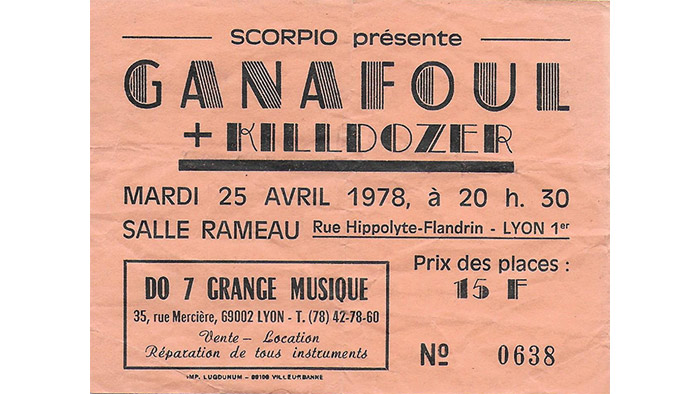 SCORPIO présente
GANAFOUL
+ KILLDOZER
MARDI 25 AVRIL 1978, à 20 h. 30
SALLE RAMEAU Rue Hippolyte-Flandrin - LYON 1er
DO 7 GRANGE MUSIQUE
35, rue Mercière, 69002 LYON - T. (78) 42-78-60
Vente - Location
Réparation de tous instruments
Prix des places :
15 F
Nº 0638
IMP. LUGDUNUM - 69100 VILLEURBANNE